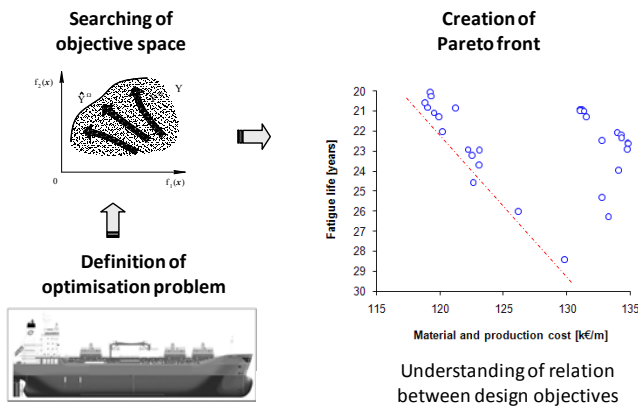 Searching of
objective space
f₂(x)
Ŷ¤
Y
0
f₁(x)
Definition of
optimisation problem
Creation of
Pareto front
Fatigue life [years]
20
21
22
23
24
25
26
27
28
29
30
115
120
125
130
135
Material and production cost [k€/m]
Understanding of relation
between design objectives